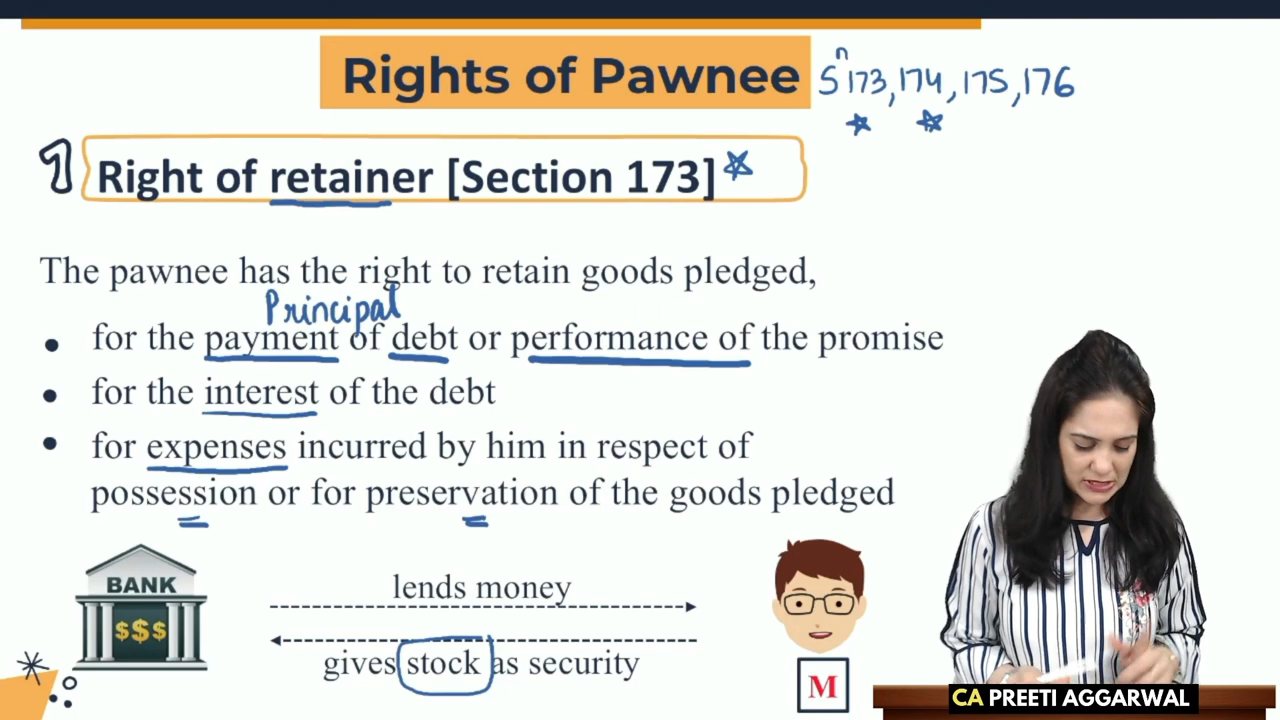 Rights of Pawnee Sn 173, 174, 175, 176
1 Right of retainer [Section 173]
The pawnee has the right to retain goods pledged,
Principal
• for the payment of debt or performance of the promise
• for the interest of the debt
• for expenses incurred by him in respect of
possession or for preservation of the goods pledged
BANK
$$$
lends money
gives stock as security
M
CA PREETI AGGARWAL